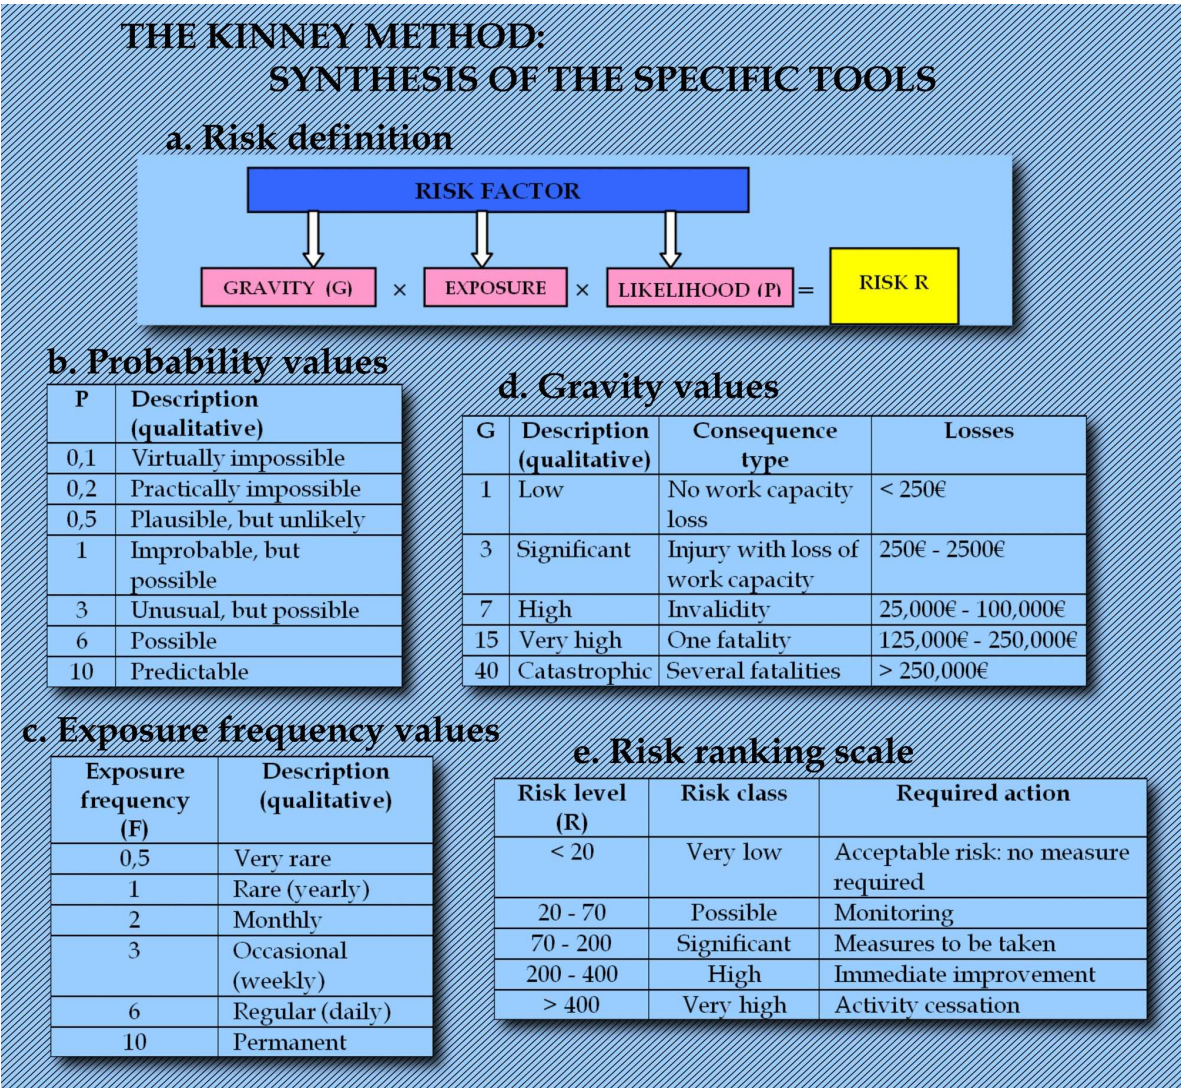 THE KINNEY METHOD:
SYNTHESIS OF THE SPECIFIC TOOLS
a. Risk definition
RISK FACTOR
GRAVITY (G) × EXPOSURE × LIKELIHOOD (P) = RISK R
b. Probability values
P Description
(qualitative)
0,1 Virtually impossible
0,2 Practically impossible
0,5 Plausible, but unlikely
1 Improbable, but
possible
3 Unusual, but possible
6 Possible
10 Predictable
d. Gravity values
G Description Consequence Losses
(qualitative) type
1 Low No work capacity < 250€
loss
3 Significant Injury with loss of 250€ - 2500€
work capacity
7 High Invalidity 25,000€ - 100,000€
15 Very high One fatality 125,000€ - 250,000€
40 Catastrophic Several fatalities > 250,000€
c. Exposure frequency values
Exposure Description
frequency (qualitative)
(F)
0,5 Very rare
1 Rare (yearly)
2 Monthly
3 Occasional
(weekly)
6 Regular (daily)
10 Permanent
e. Risk ranking scale
Risk level Risk class Required action
(R)
< 20 Very low Acceptable risk: no measure
required
20 - 70 Possible Monitoring
70 - 200 Significant Measures to be taken
200 - 400 High Immediate improvement
> 400 Very high Activity cessation